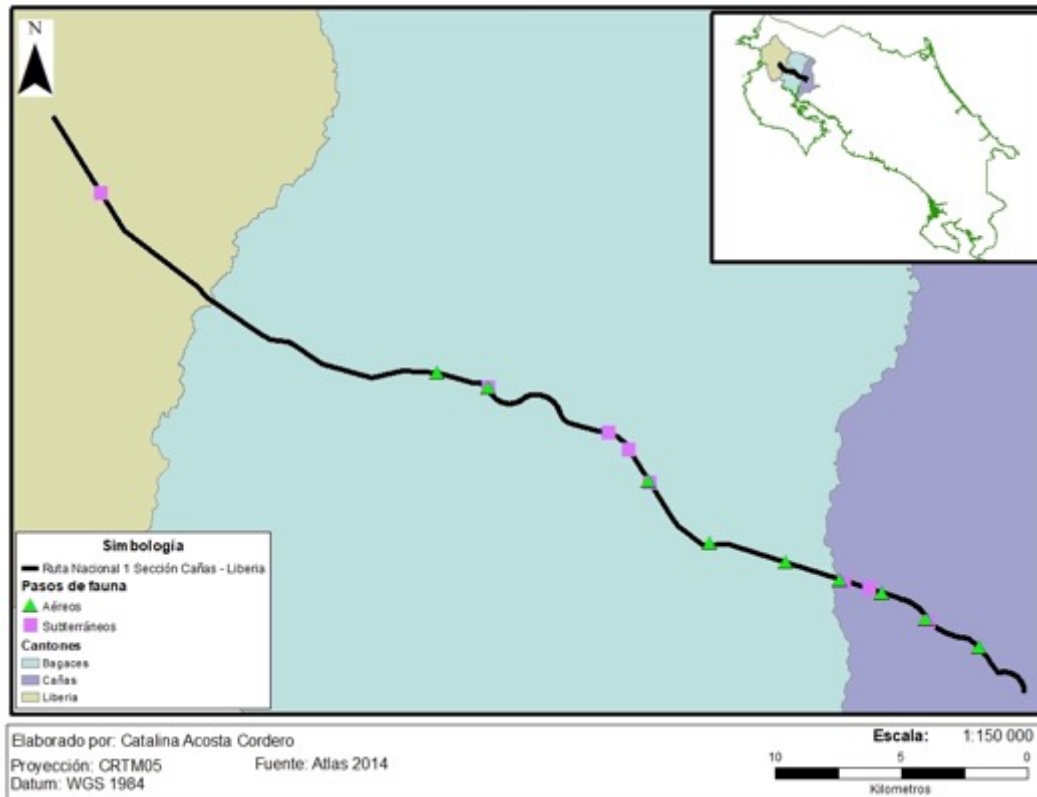 N
Simbología
Ruta Nacional 1 Sección Cañas - Liberia
Pasos de fauna
Aéreos
Subterráneos
Cantones
Bagaces
Cañas
Liberia
Elaborado por: Catalina Acosta Cordero
Proyección: CRTM05 Fuente: Atlas 2014
Datum: WGS 1984
Escala: 1:150 000
10 5 0
Kilometros